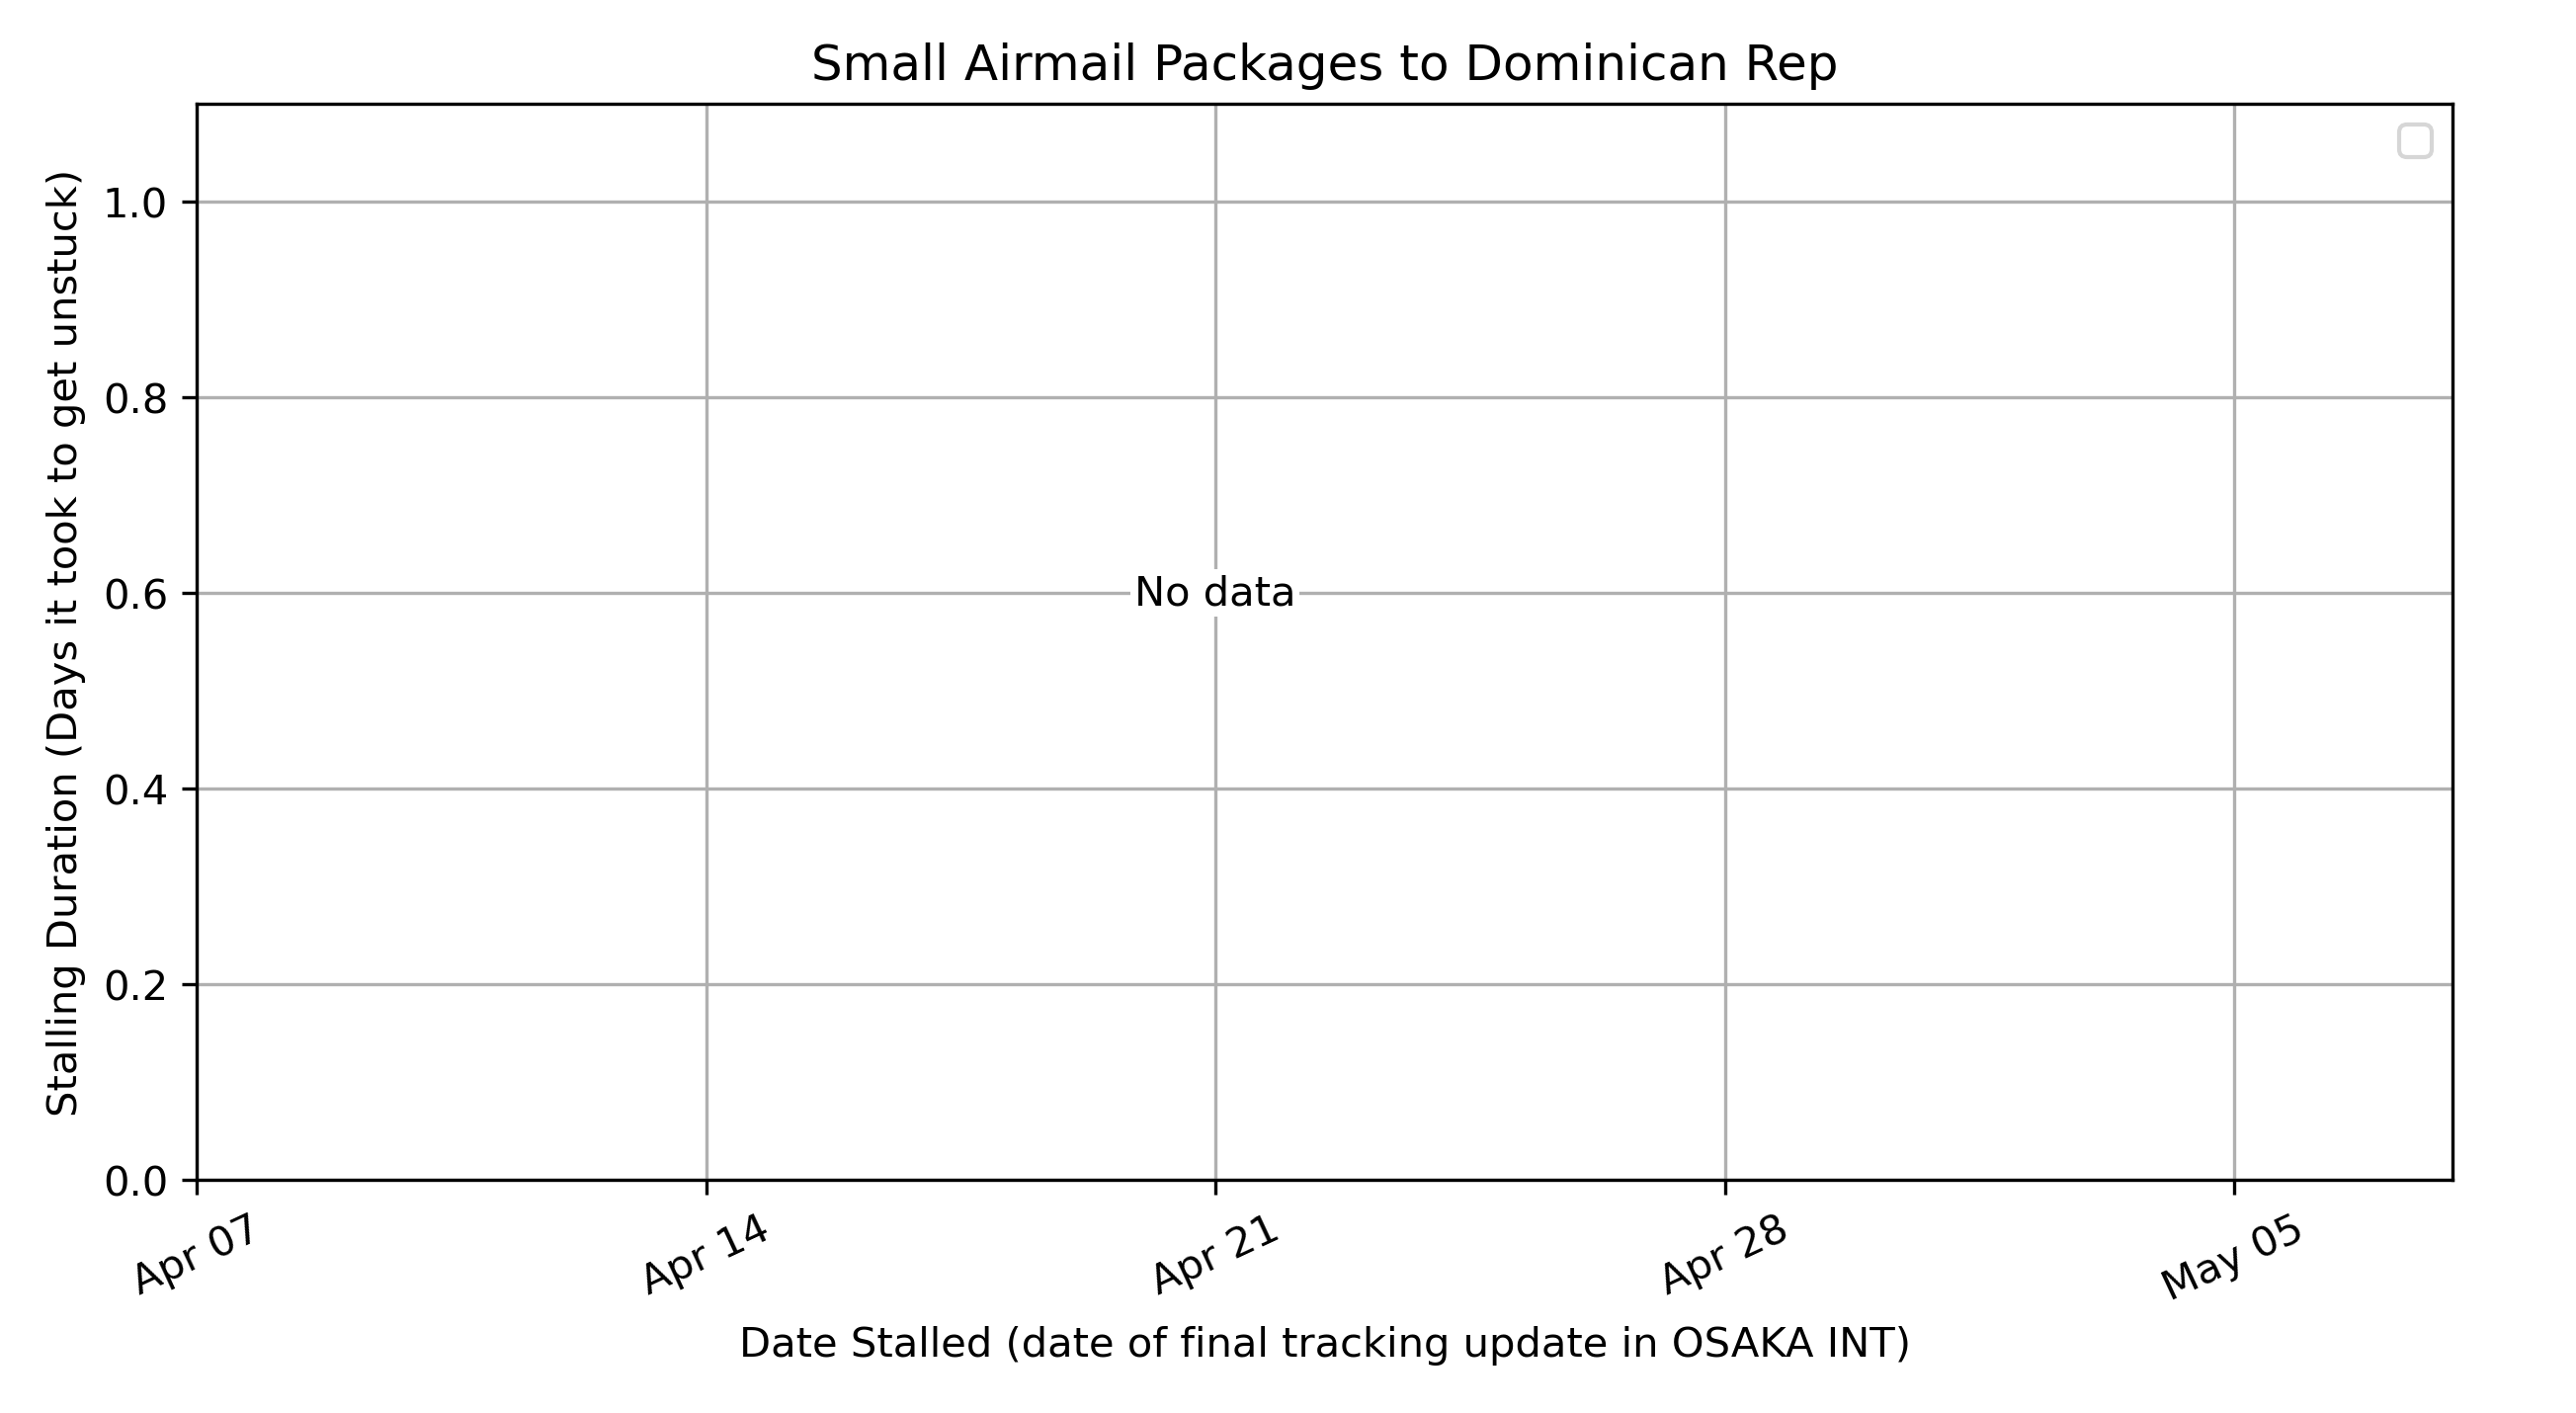 Small Airmail Packages to Dominican Rep
Stalling Duration (Days it took to get unstuck)
1.0
0.8
0.6
0.4
0.2
0.0
No data
Apr 07
Apr 14
Apr 21
Apr 28
May 05
Date Stalled (date of final tracking update in OSAKA INT)